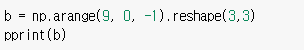 b = np.arange(9, 0, -1).reshape(3,3)
pprint(b)